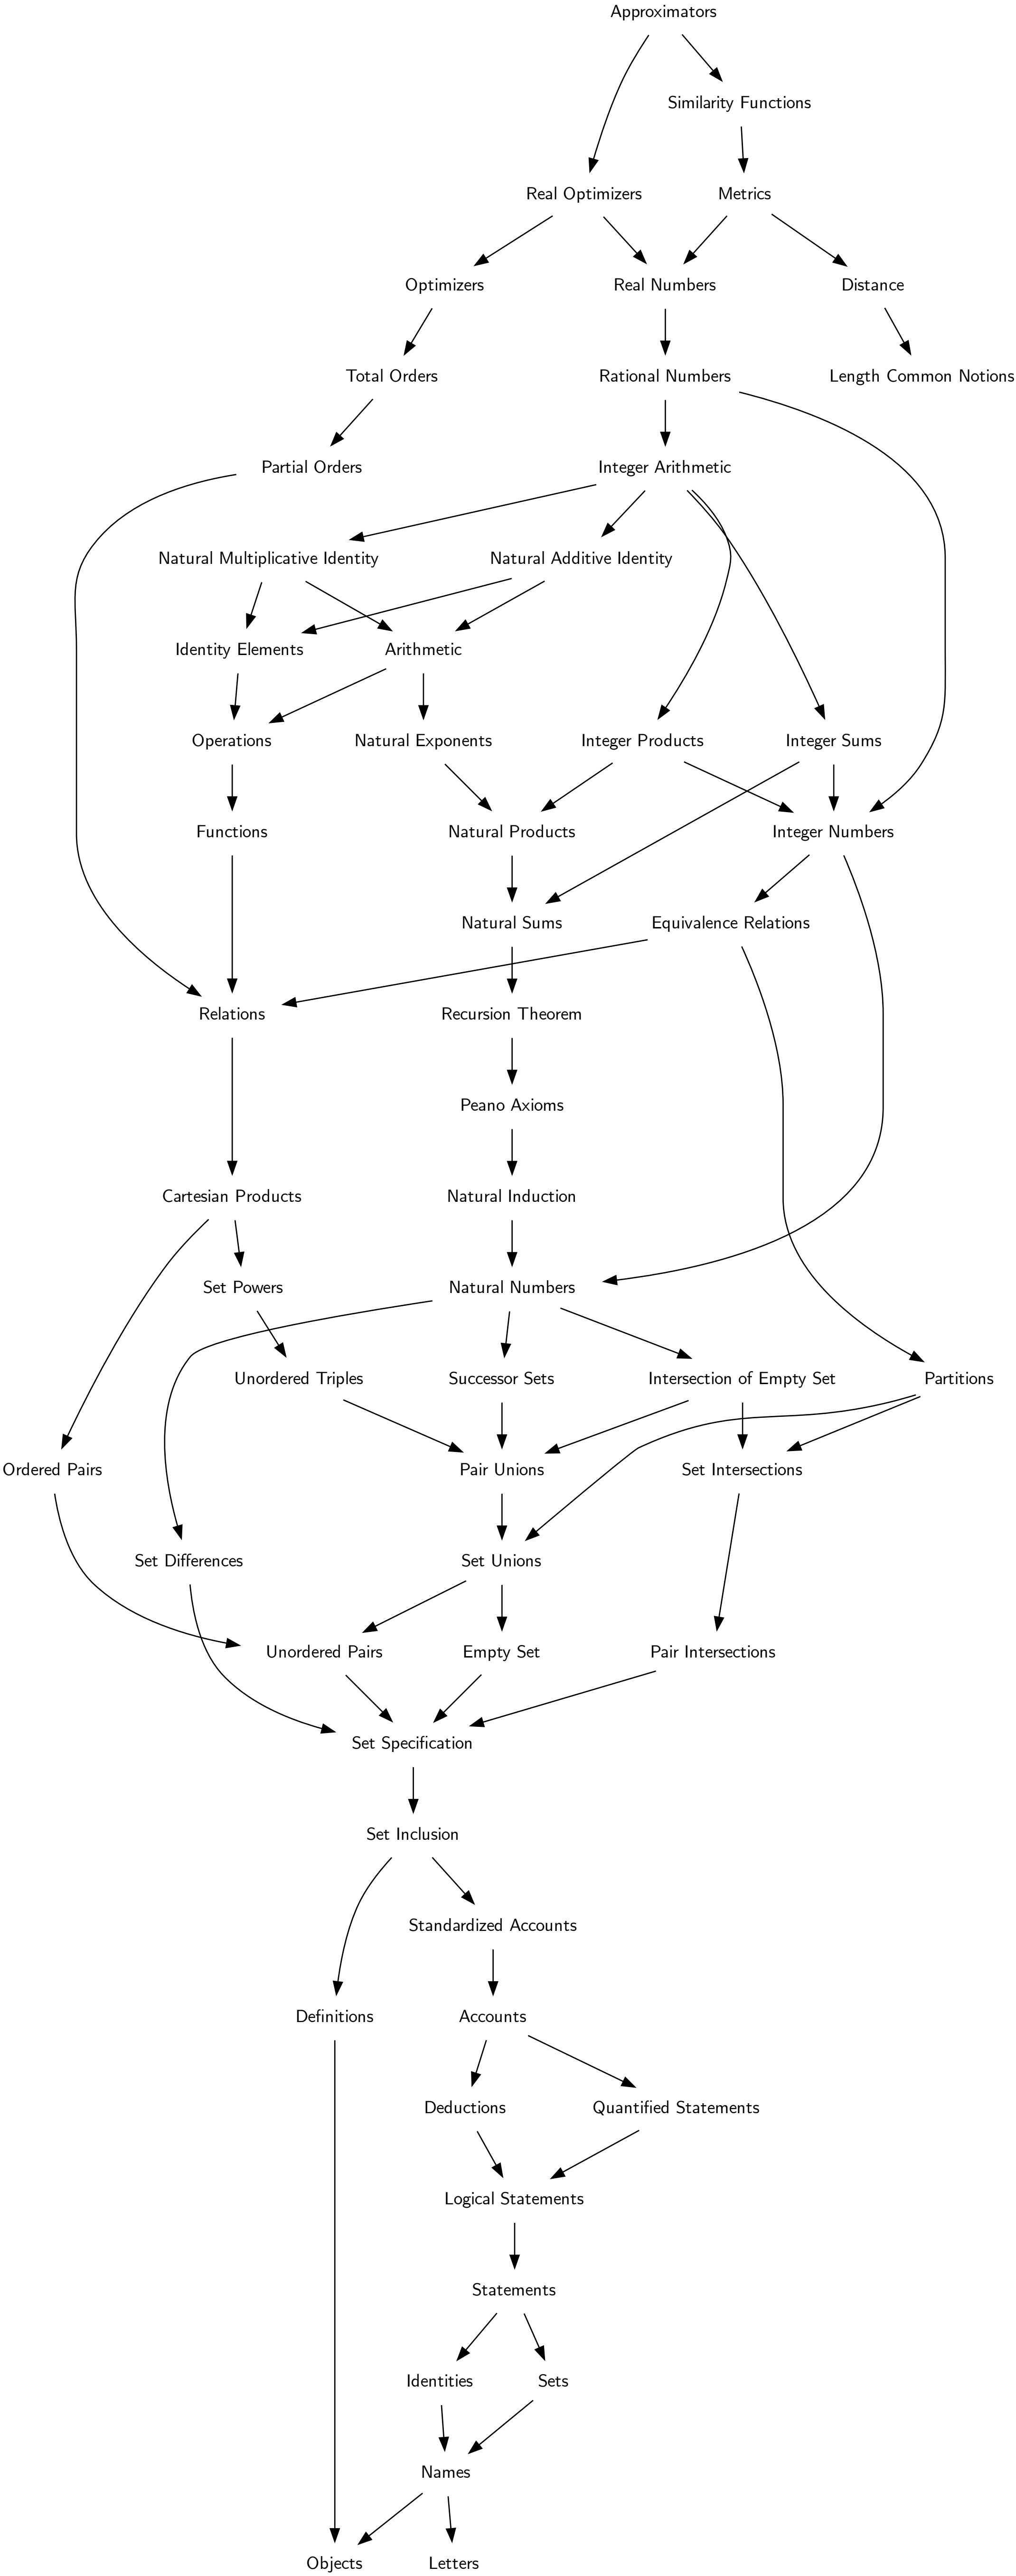 Approximators
Similarity Functions
Real Optimizers
Metrics
Optimizers
Real Numbers
Distance
Total Orders
Rational Numbers
Length Common Notions
Partial Orders
Integer Arithmetic
Natural Multiplicative Identity
Natural Additive Identity
Identity Elements
Arithmetic
Operations
Natural Exponents
Integer Products
Integer Sums
Functions
Natural Products
Integer Numbers
Natural Sums
Equivalence Relations
Relations
Recursion Theorem
Peano Axioms
Cartesian Products
Natural Induction
Set Powers
Natural Numbers
Unordered Triples
Successor Sets
Intersection of Empty Set
Partitions
Ordered Pairs
Pair Unions
Set Intersections
Set Differences
Set Unions
Unordered Pairs
Empty Set
Pair Intersections
Set Specification
Set Inclusion
Standardized Accounts
Definitions
Accounts
Deductions
Quantified Statements
Logical Statements
Statements
Identities
Sets
Names
Objects
Letters